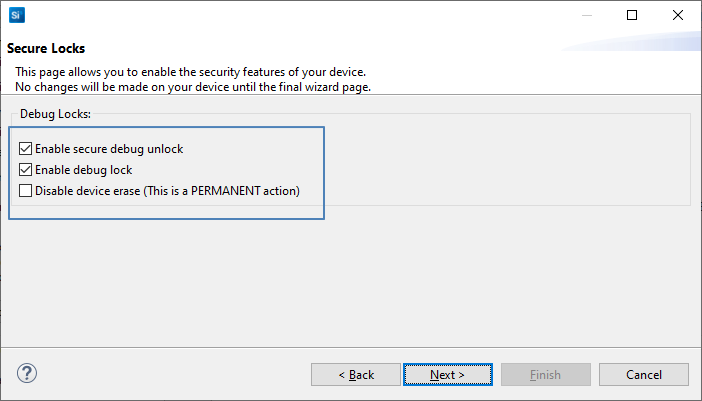 Si
Secure Locks
This page allows you to enable the security features of your device.
No changes will be made on your device until the final wizard page.
Debug Locks:
Enable secure debug unlock
Enable debug lock
Disable device erase (This is a PERMANENT action)
?
< Back
Next >
Finish
Cancel